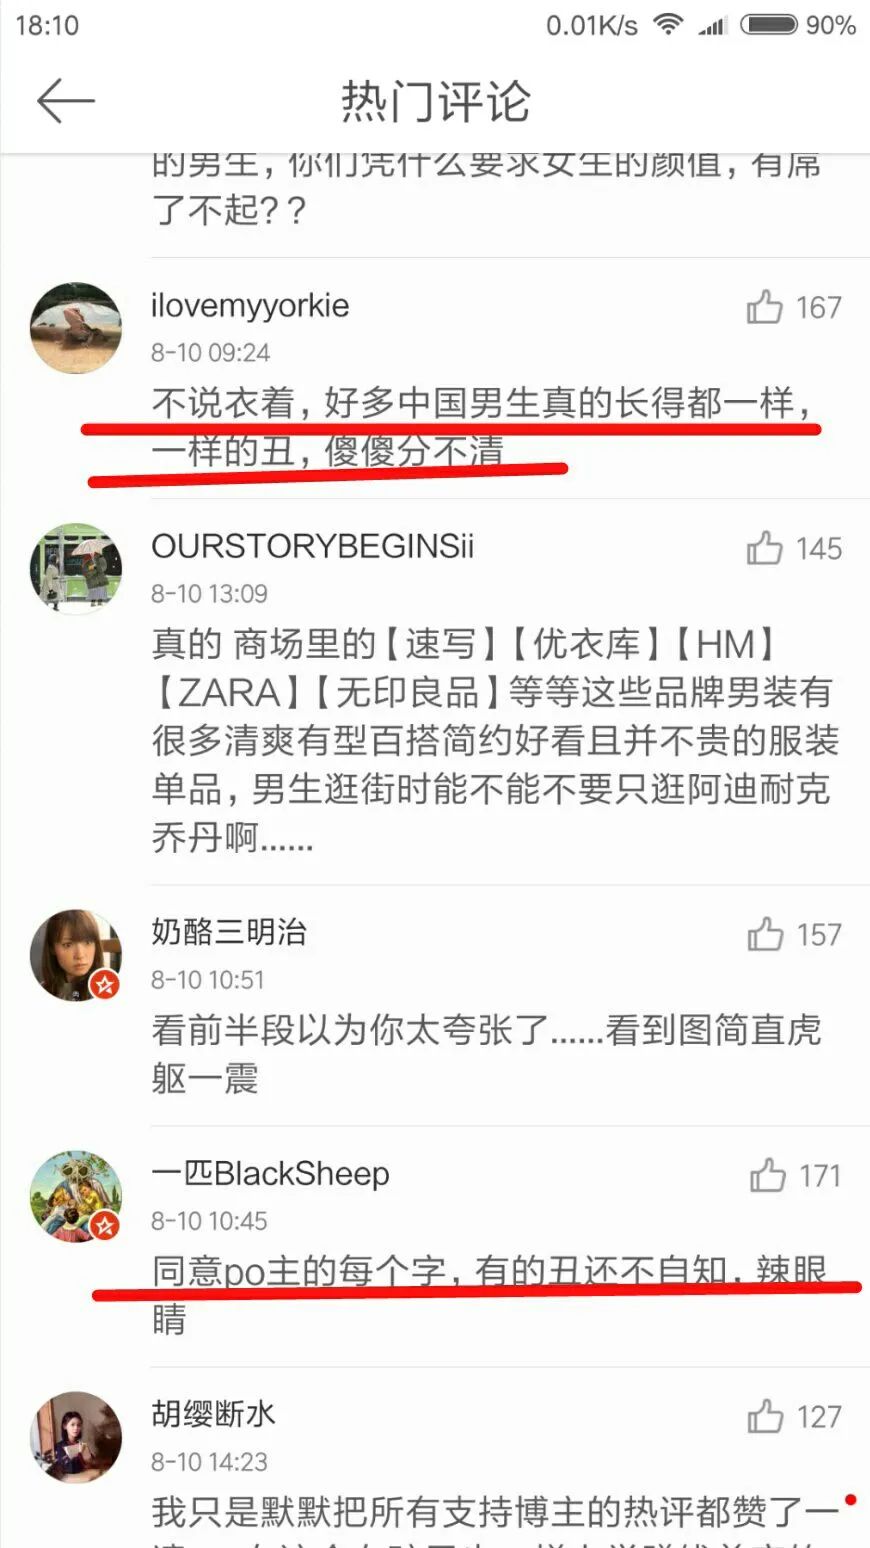 18:10
0.01K/s
90%
热门评论
的男生，你们凭什么要求女生的颜值，有屌
了不起？？
ilovemyyorkie
167
8-10 09:24
不说衣着，好多中国男生真的长得都一样，
一样的丑，傻傻分不清
OURSTORYBEGINSii
145
8-10 13:09
真的 商场里的【速写】【优衣库】【HM】
【ZARA】【无印良品】等等这些品牌男装有
很多清爽有型百搭简约好看且并不贵的服装
单品，男生逛街时能不能不要只逛阿迪耐克
乔丹啊......
奶酪三明治
157
8-10 10:51
看前半段以为你太夸张了......看到图简直虎
躯一震
一匹BlackSheep
171
8-10 10:45
同意po主的每个字，有的丑还不自知，辣眼
睛
胡缨断水
127
8-10 14:23
我只是默默把所有支持博主的热评都赞了一